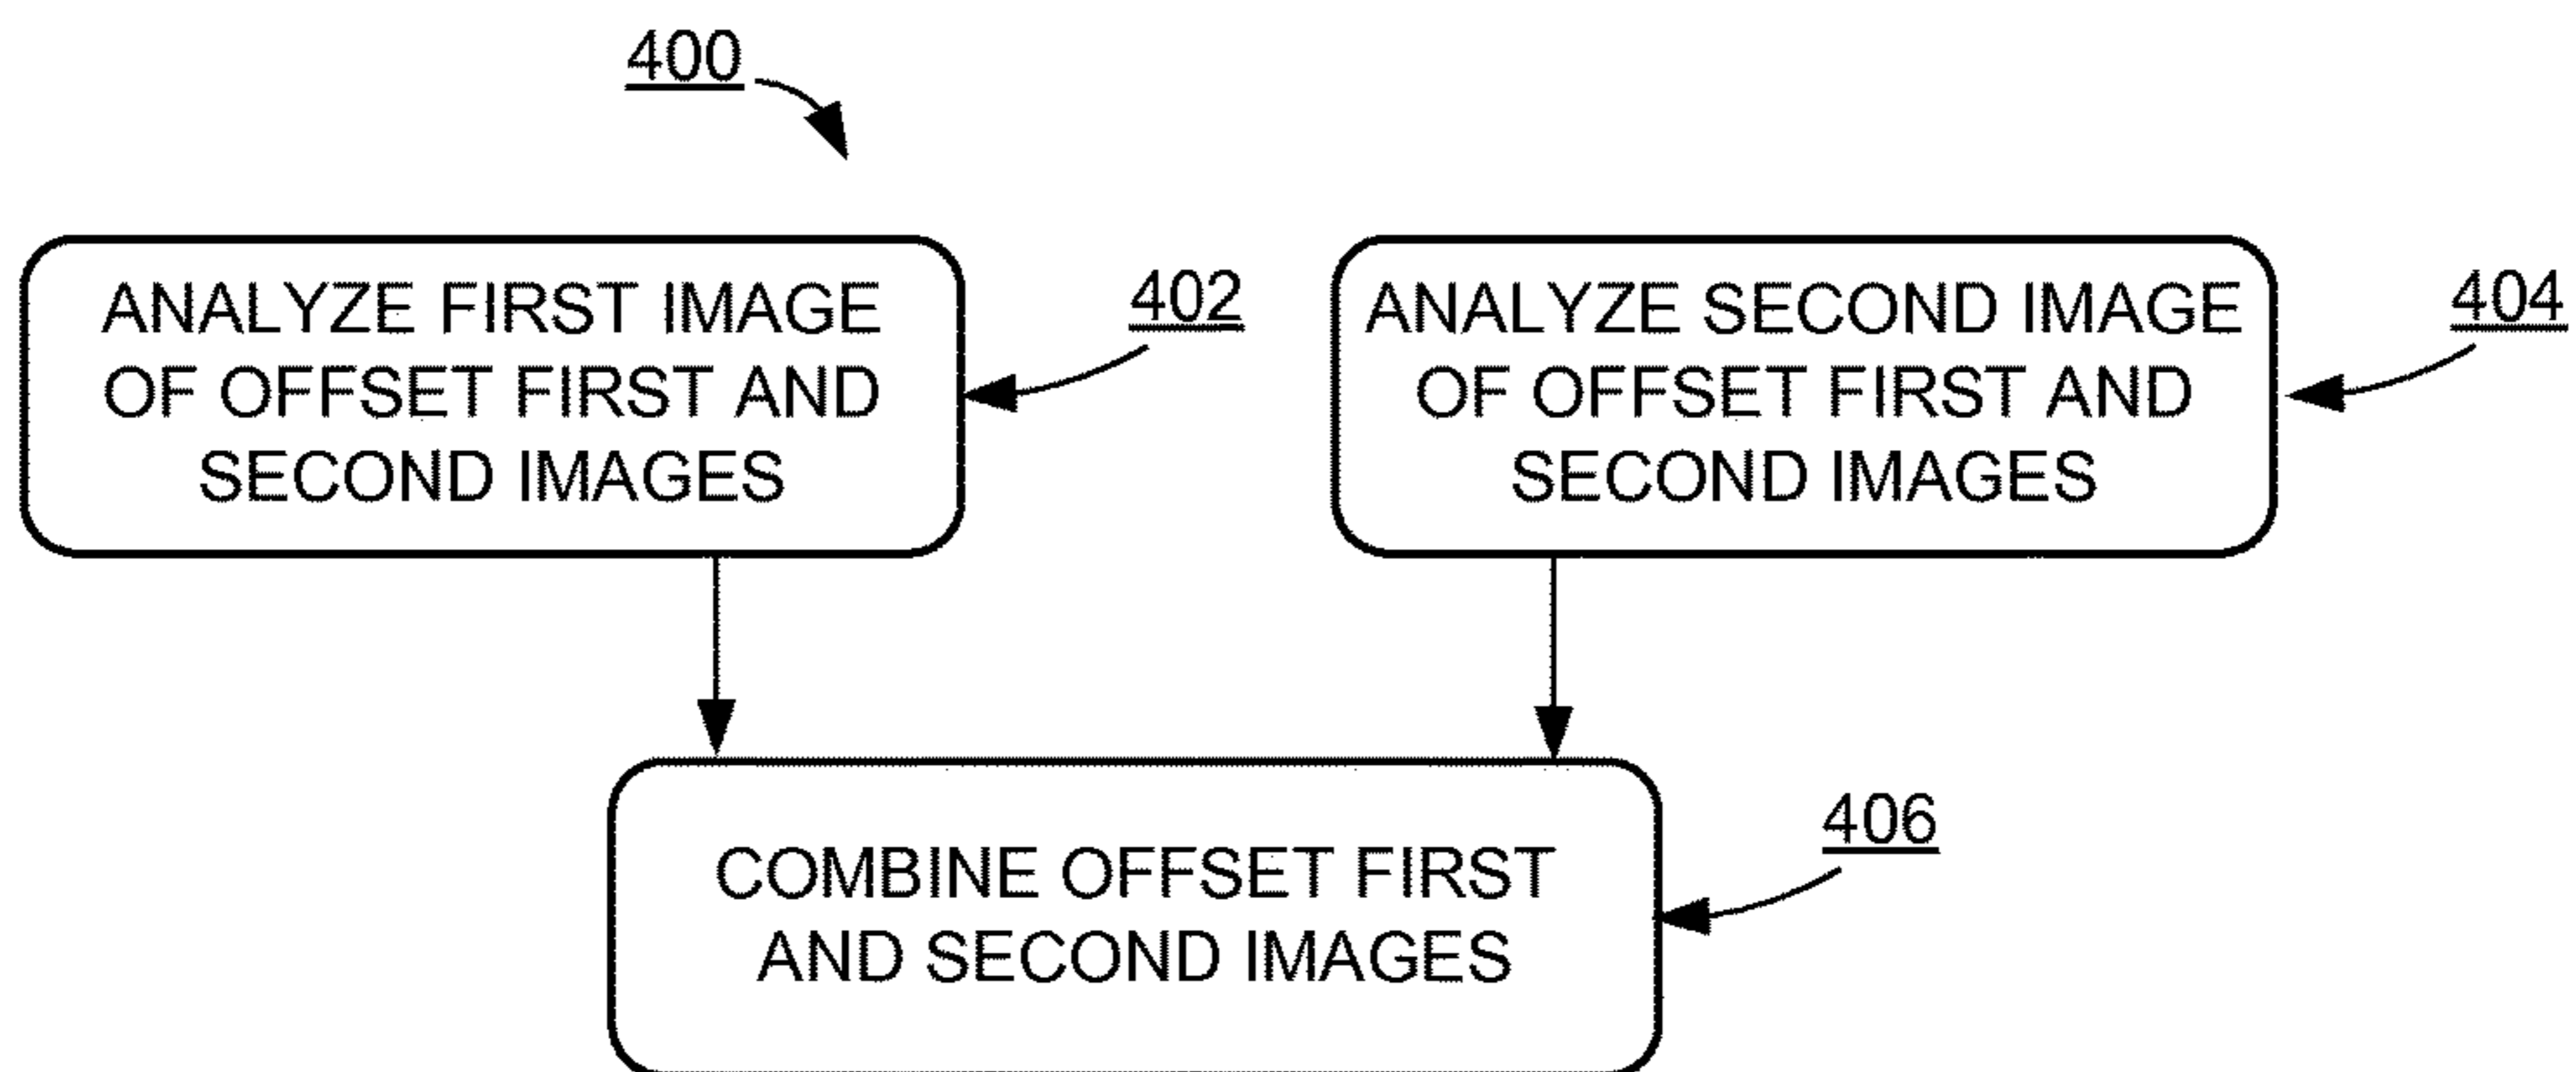 400
ANALYZE FIRST IMAGE
OF OFFSET FIRST AND
SECOND IMAGES
402
ANALYZE SECOND IMAGE
OF OFFSET FIRST AND
SECOND IMAGES
404
COMBINE OFFSET FIRST
AND SECOND IMAGES
406